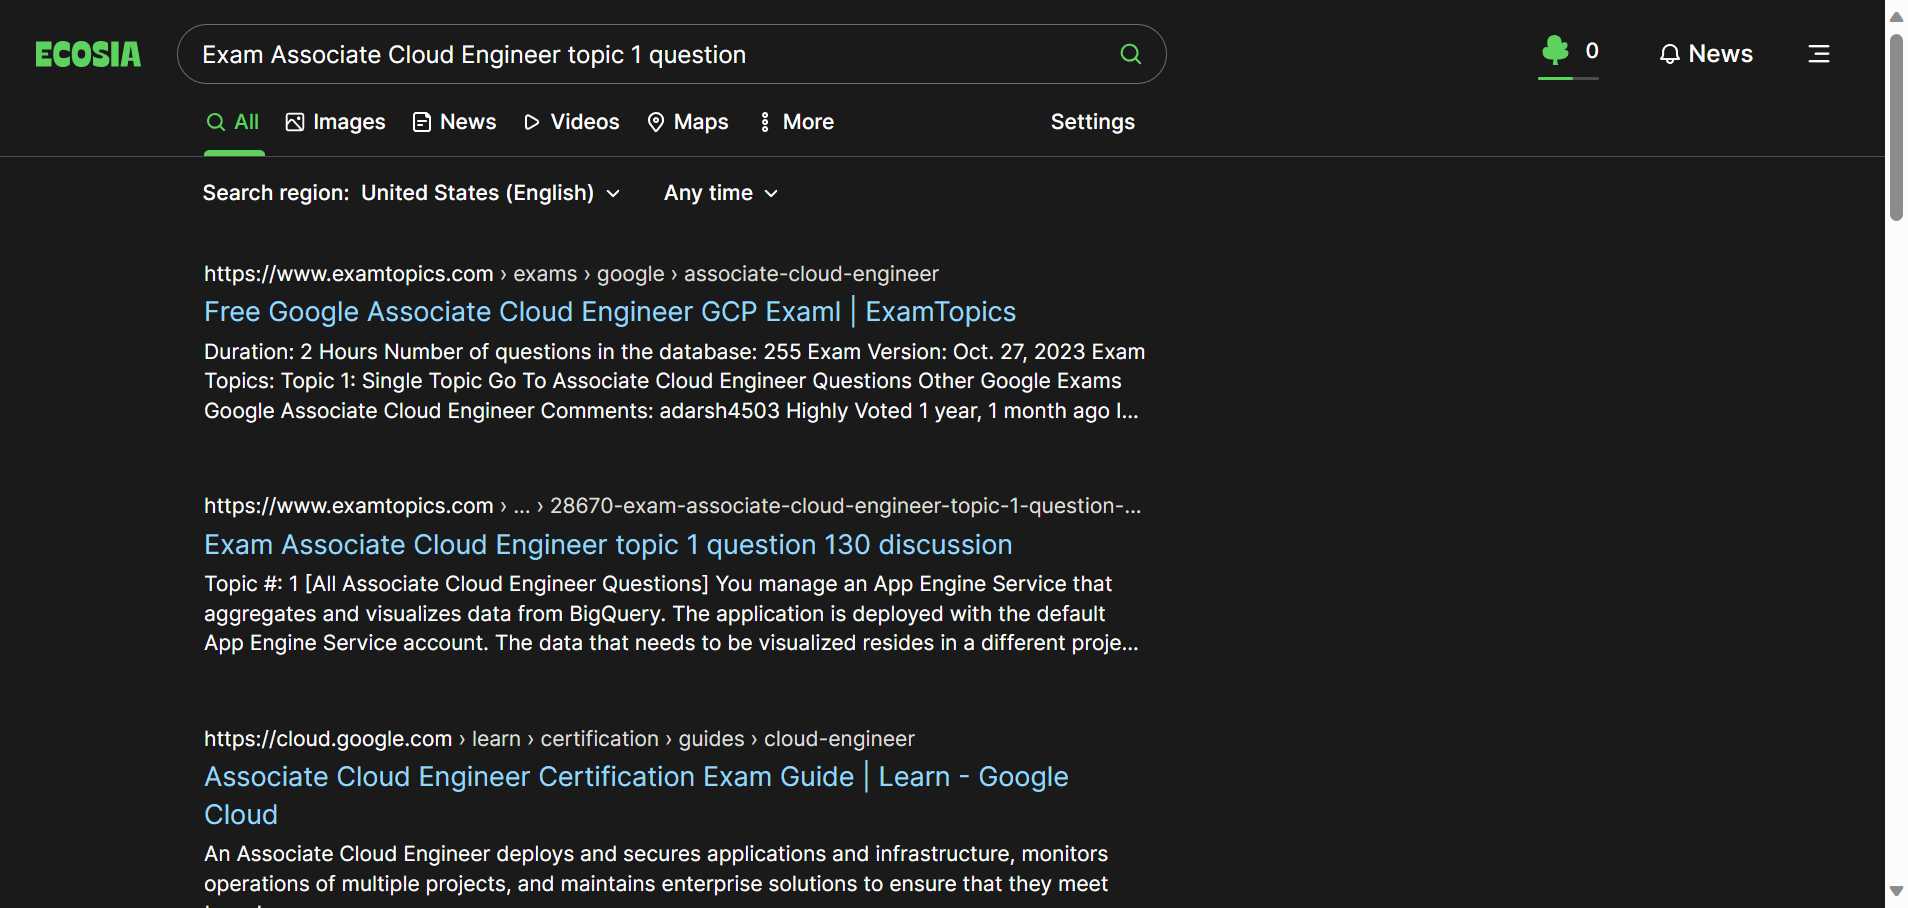 ECOSIA
Exam Associate Cloud Engineer topic 1 question
0
News
All
Images
News
Videos
Maps
More
Settings
Search region: United States (English)
Any time
https://www.examtopics.com › exams › google › associate-cloud-engineer
Free Google Associate Cloud Engineer GCP ExamI | ExamTopics
Duration: 2 Hours Number of questions in the database: 255 Exam Version: Oct. 27, 2023 Exam
Topics: Topic 1: Single Topic Go To Associate Cloud Engineer Questions Other Google Exams
Google Associate Cloud Engineer Comments: adarsh4503 Highly Voted 1 year, 1 month ago I...
https://www.examtopics.com › ... › 28670-exam-associate-cloud-engineer-topic-1-question-...
Exam Associate Cloud Engineer topic 1 question 130 discussion
Topic #: 1 [All Associate Cloud Engineer Questions] You manage an App Engine Service that
aggregates and visualizes data from BigQuery. The application is deployed with the default
App Engine Service account. The data that needs to be visualized resides in a different proje...
https://cloud.google.com › learn › certification › guides › cloud-engineer
Associate Cloud Engineer Certification Exam Guide | Learn - Google
Cloud
An Associate Cloud Engineer deploys and secures applications and infrastructure, monitors
operations of multiple projects, and maintains enterprise solutions to ensure that they meet